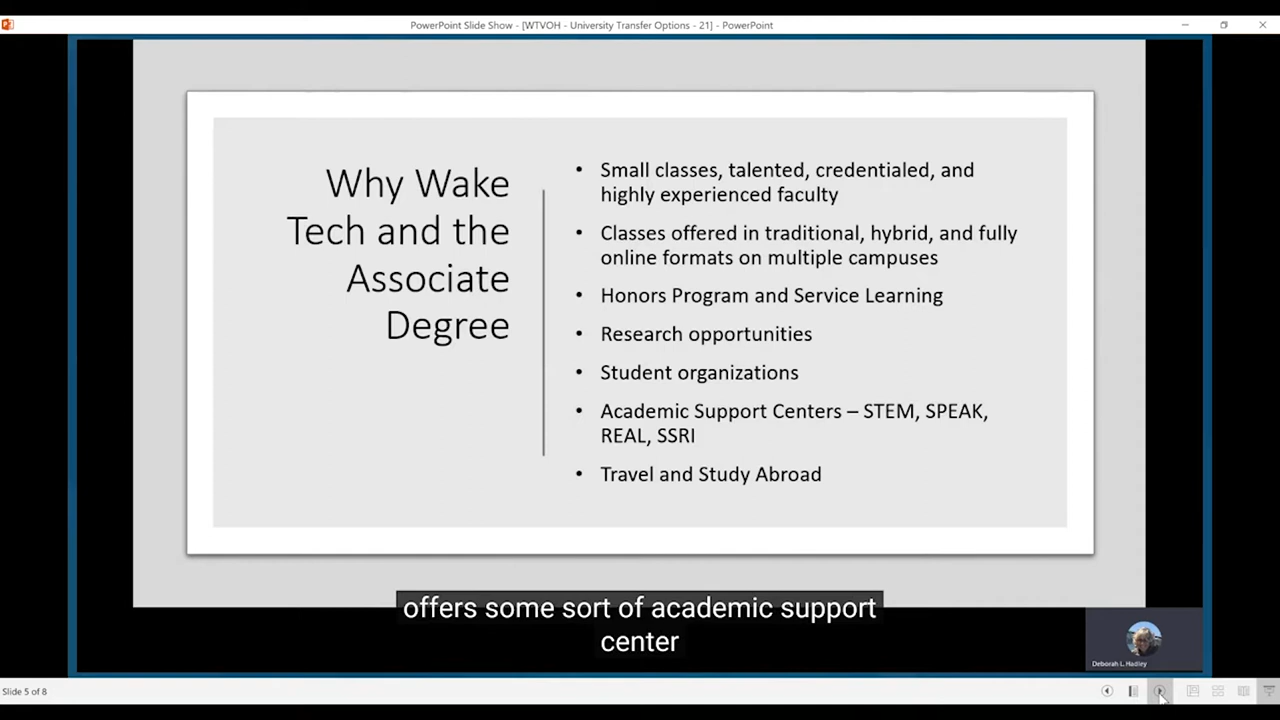 PowerPoint Slide Show - [WTVOH - University Transfer Options - 21] - PowerPoint
Why Wake
Tech and the
Associate
Degree
• Small classes, talented, credentialed, and
highly experienced faculty
• Classes offered in traditional, hybrid, and fully
online formats on multiple campuses
• Honors Program and Service Learning
• Research opportunities
• Student organizations
• Academic Support Centers – STEM, SPEAK,
REAL, SSRI
• Travel and Study Abroad
offers some sort of academic support
center
Deborah L. Hadley
Slide 5 of 8